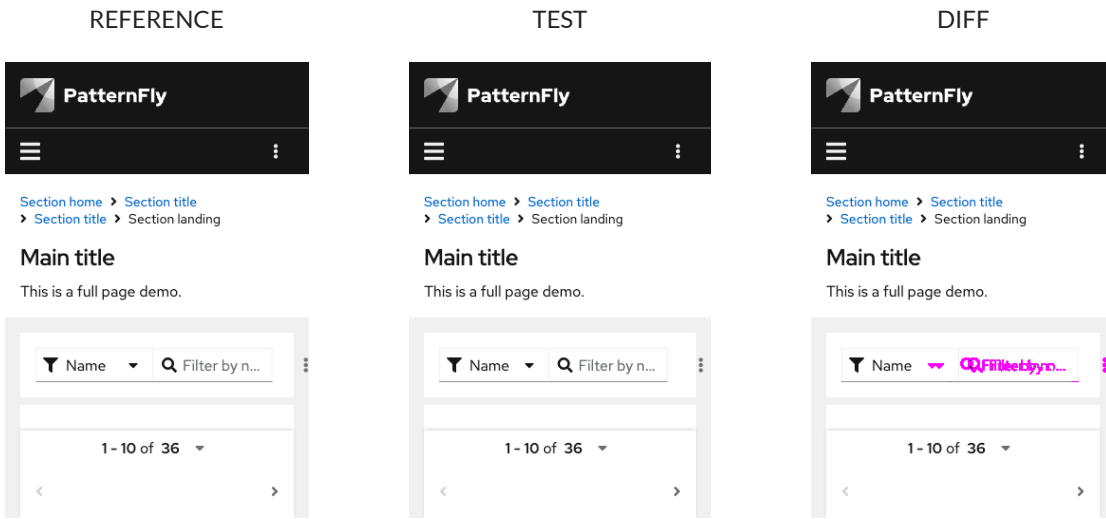 REFERENCE TEST DIFF
PatternFly PatternFly PatternFly
Section home Section title Section home Section title Section home Section title
Section title Section landing Section title Section landing Section title Section landing
Main title Main title Main title
This is a full page demo. This is a full page demo. This is a full page demo.
Name Filter by n... Name Filter by n... Name
1 - 10 of 36 1 - 10 of 36 1 - 10 of 36